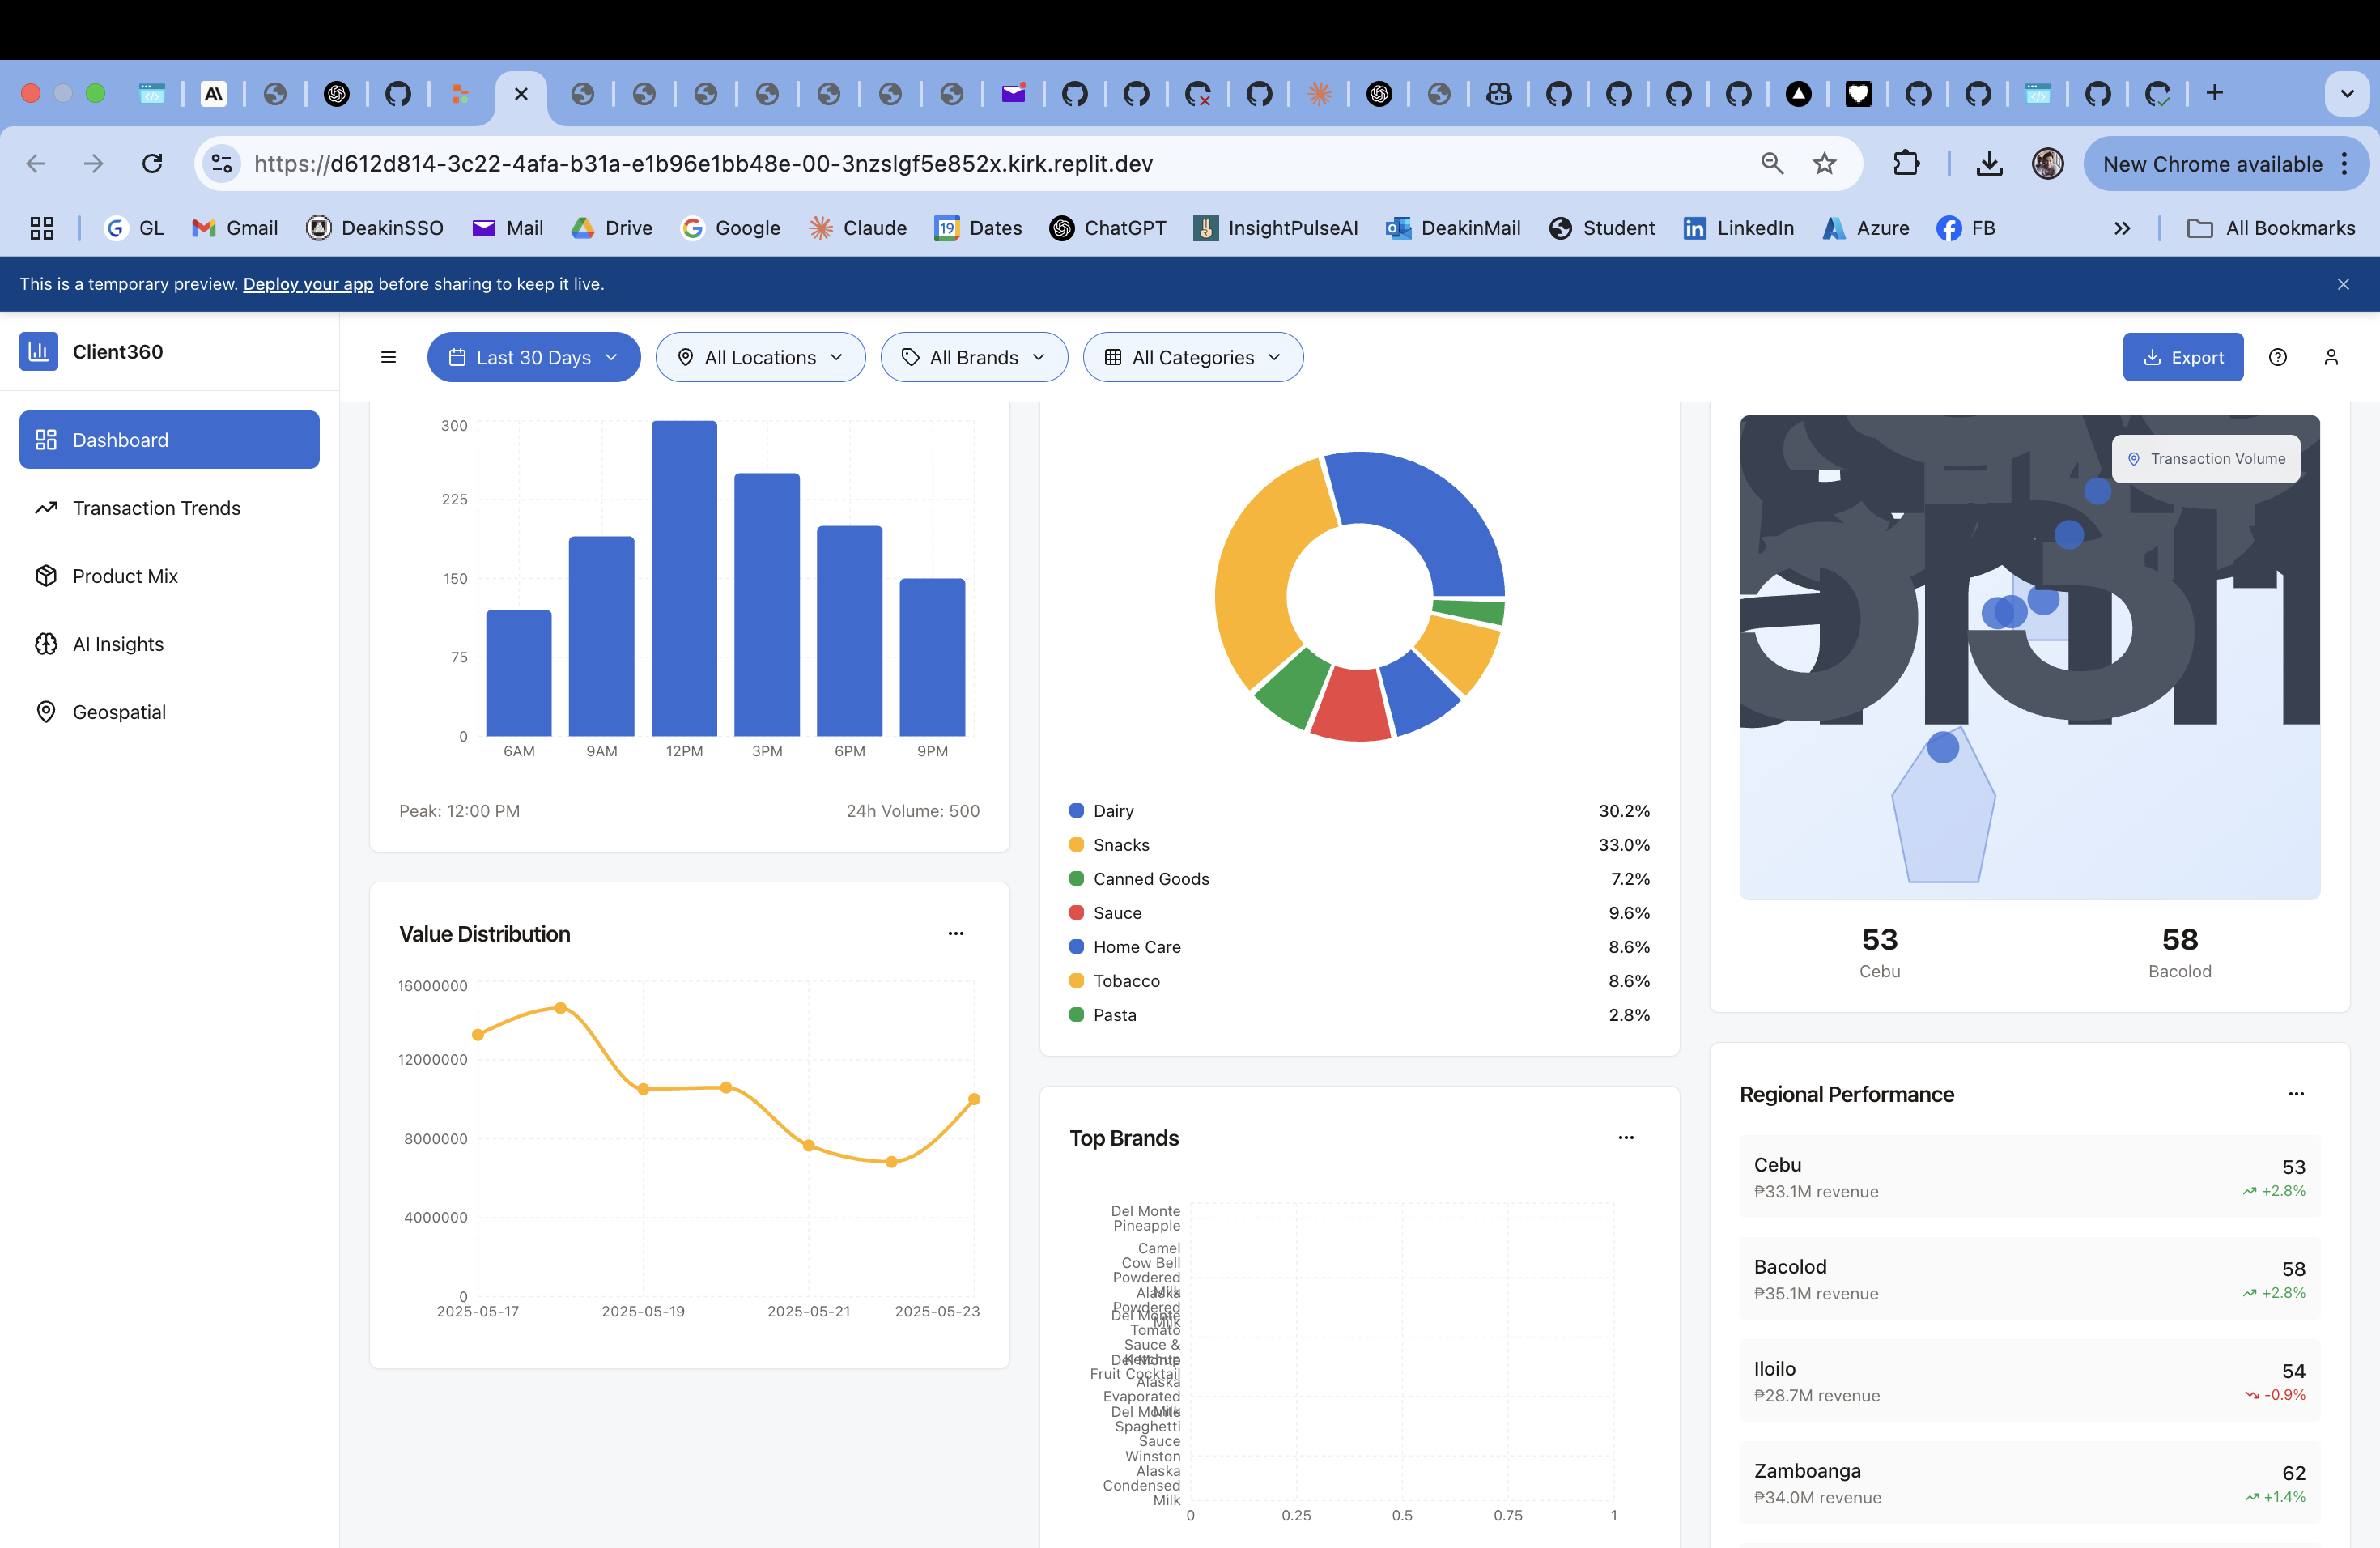 https://d612d814-3c22-4afa-b31a-e1b96e1bb48e-00-3nzslgf5e852x.kirk.replit.dev
New Chrome available
GL
Gmail
DeakinSSO
Mail
Drive
Google
Claude
Dates
ChatGPT
InsightPulseAI
DeakinMail
Student
LinkedIn
Azure
FB
All Bookmarks
This is a temporary preview. Deploy your app before sharing to keep it live.
Client360
Last 30 Days
All Locations
All Brands
All Categories
Export
Dashboard
Transaction Trends
Product Mix
AI Insights
Geospatial
300
225
150
75
0
6AM 9AM 12PM 3PM 6PM 9PM
Peak: 12:00 PM 24h Volume: 500
Value Distribution
16000000
12000000
8000000
4000000
0
2025-05-17 2025-05-19 2025-05-21 2025-05-23
Dairy 30.2%
Snacks 33.0%
Canned Goods 7.2%
Sauce 9.6%
Home Care 8.6%
Tobacco 8.6%
Pasta 2.8%
Top Brands
Del Monte
Pineapple
Camel
Cow Bell
Powdered
Milk
Alaska
Powdered
Milk
Del Monte
Tomato
Sauce &
Ketchup
Del Monte
Fruit Cocktail
Alaska
Evaporated
Milk
Del Monte
Spaghetti
Sauce
Winston
Alaska
Condensed
Milk
0 0.25 0.5 0.75 1
Transaction Volume
53
Cebu
58
Bacolod
Regional Performance
Cebu 53
₱33.1M revenue +2.8%
Bacolod 58
₱35.1M revenue +2.8%
Iloilo 54
₱28.7M revenue -0.9%
Zamboanga 62
₱34.0M revenue +1.4%